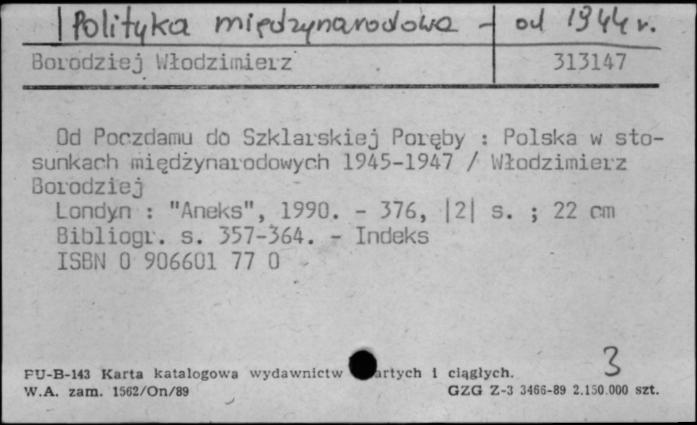 Polityka międzynarodowa - od 1944 r.
Borodziej Włodzimierz 313147
Od Poczdamu do Szklarskiej Poręby : Polska w sto-
sunkach międzynarodowych 1945-1947 / Włodzimierz
Borodziej
Londyn : "Aneks", 1990. - 376, |2| s. ; 22 cm
Bibliogr. s. 357-364. - Indeks
ISBN 0 906601 77 0
3
PU-B-143 Karta katalogowa wydawnictw artych i ciągłych.
W.A. zam. 1562/On/89 GZG Z-3 3466-89 2.150.000 szt.